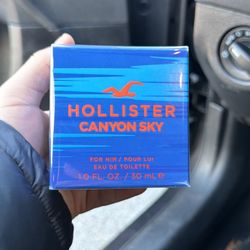 HOLLISTER
CANYON SKY
FOR HIM / POUR LUI
EAU DE TOILETTE
1.0 FL. OZ. / 30 ml e